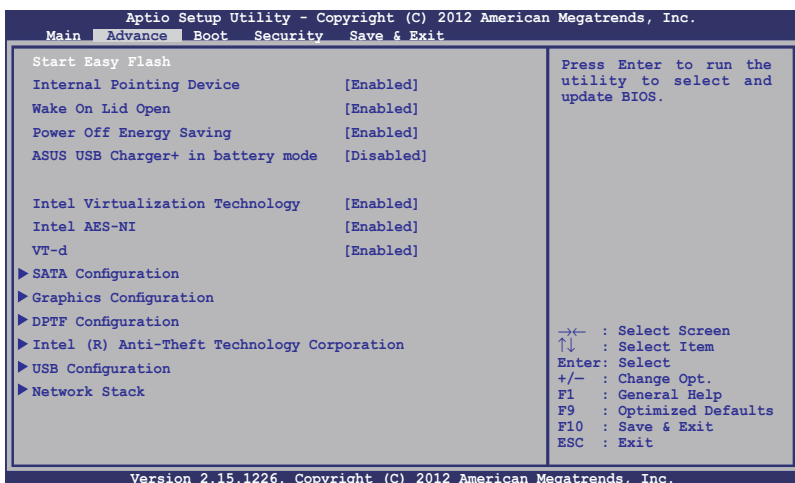 Aptio Setup Utility - Copyright (C) 2012 American Megatrends, Inc.
Main Advance Boot Security Save & Exit
Start Easy Flash
Internal Pointing Device [Enabled]
Wake On Lid Open [Enabled]
Power Off Energy Saving [Enabled]
ASUS USB Charger+ in battery mode [Disabled]
Intel Virtualization Technology [Enabled]
Intel AES-NI [Enabled]
VT-d [Enabled]
SATA Configuration
Graphics Configuration
DPTF Configuration
Intel (R) Anti-Theft Technology Corporation
USB Configuration
Network Stack
Press Enter to run the
utility to select and
update BIOS.
→← : Select Screen
↑↓ : Select Item
Enter: Select
+/— : Change Opt.
F1 : General Help
F9 : Optimized Defaults
F10 : Save & Exit
ESC : Exit
Version 2.15.1226. Copyright (C) 2012 American Megatrends, Inc.